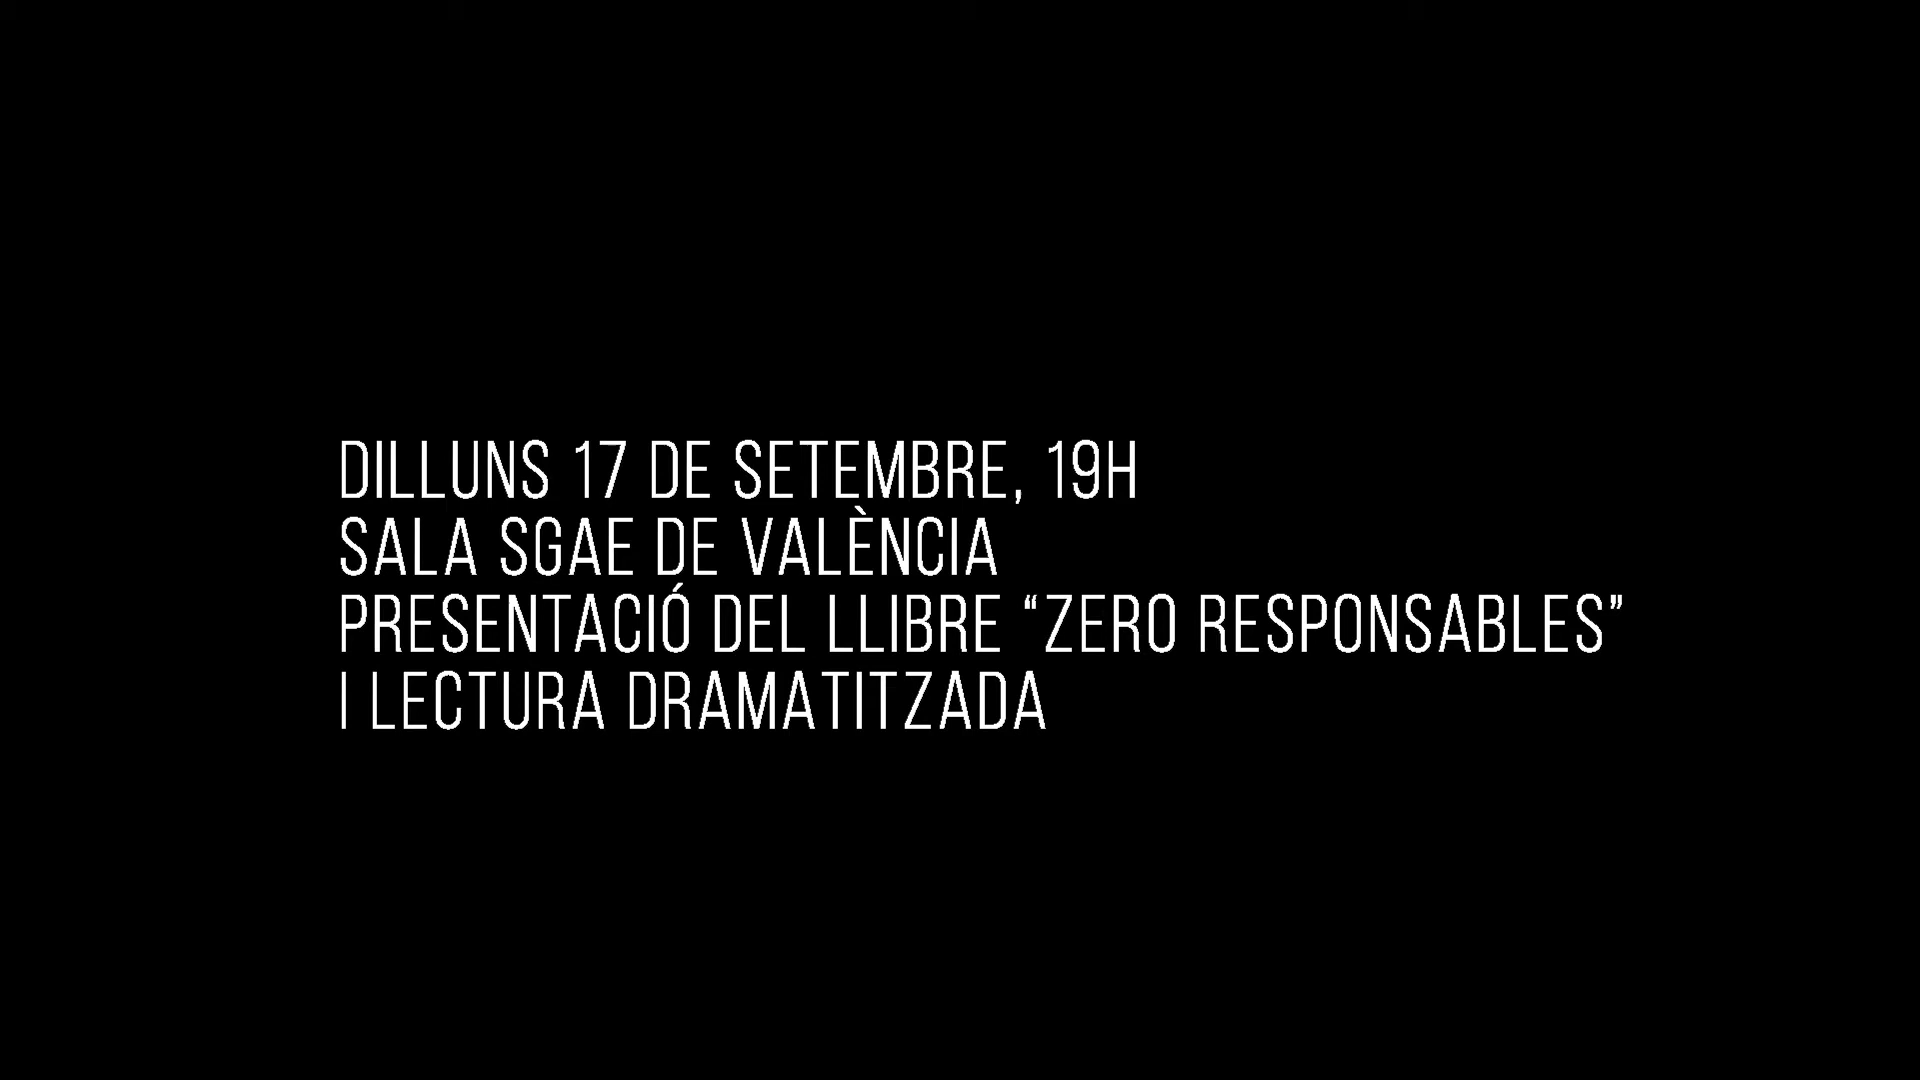 DILLUNS 17 DE SETEMBRE, 19H
SALA SGAE DE VALÈNCIA
PRESENTACIÓ DEL LLIBRE “ZERO RESPONSABLES”
I LECTURA DRAMATITZADA